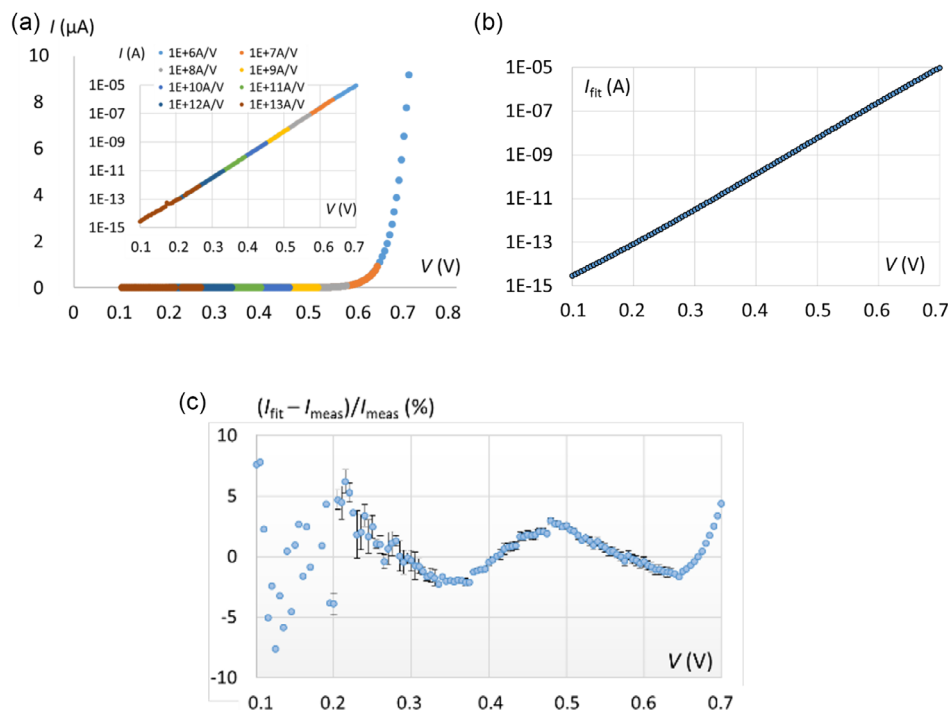 (a)
I (μA)
10
8
6
4
2
0
0 0.1 0.2 0.3 0.4 0.5 0.6 0.7 0.8
V (V)
I (A)
1E+6A/V 1E+7A/V
1E+8A/V 1E+9A/V
1E+10A/V 1E+11A/V
1E+12A/V 1E+13A/V
1E-05
1E-07
1E-09
1E-11
1E-13
1E-15
V (V)
0.1 0.2 0.3 0.4 0.5 0.6 0.7
(b)
1E-05
Ifit (A)
1E-07
1E-09
1E-11
1E-13
V (V)
1E-15
0.1 0.2 0.3 0.4 0.5 0.6 0.7
(c)
(Ifit − Imeas)/Imeas (%)
10
5
0
-5
V (V)
-10
0.1 0.2 0.3 0.4 0.5 0.6 0.7